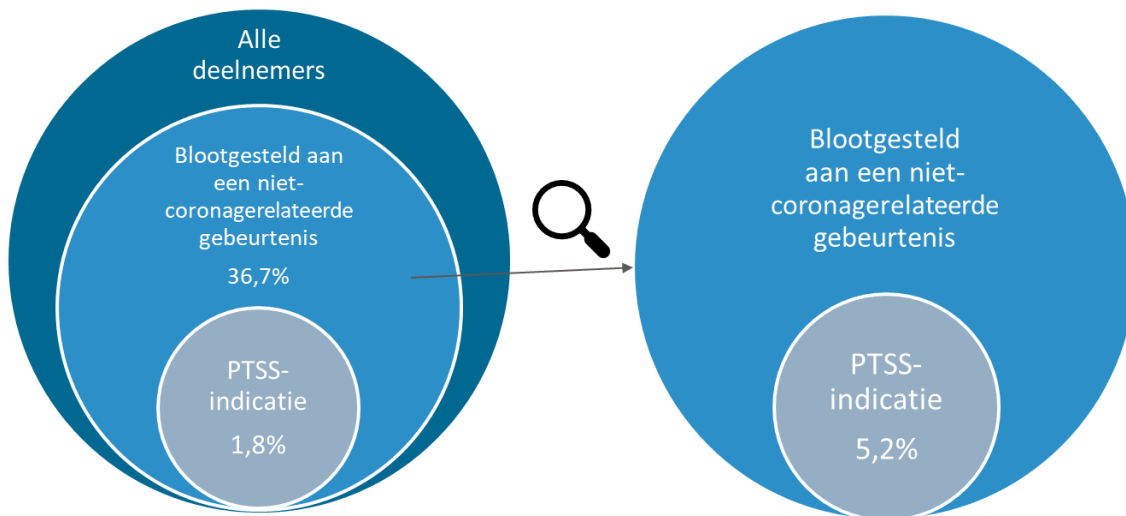 Alle
deelnemers
Blootgesteld aan
een niet-
coronagerelateerde
gebeurtenis
36,7%
PTSS-
indicatie
1,8%
Blootgesteld
aan een niet-
coronagerelateerde
gebeurtenis
PTSS-
indicatie
5,2%